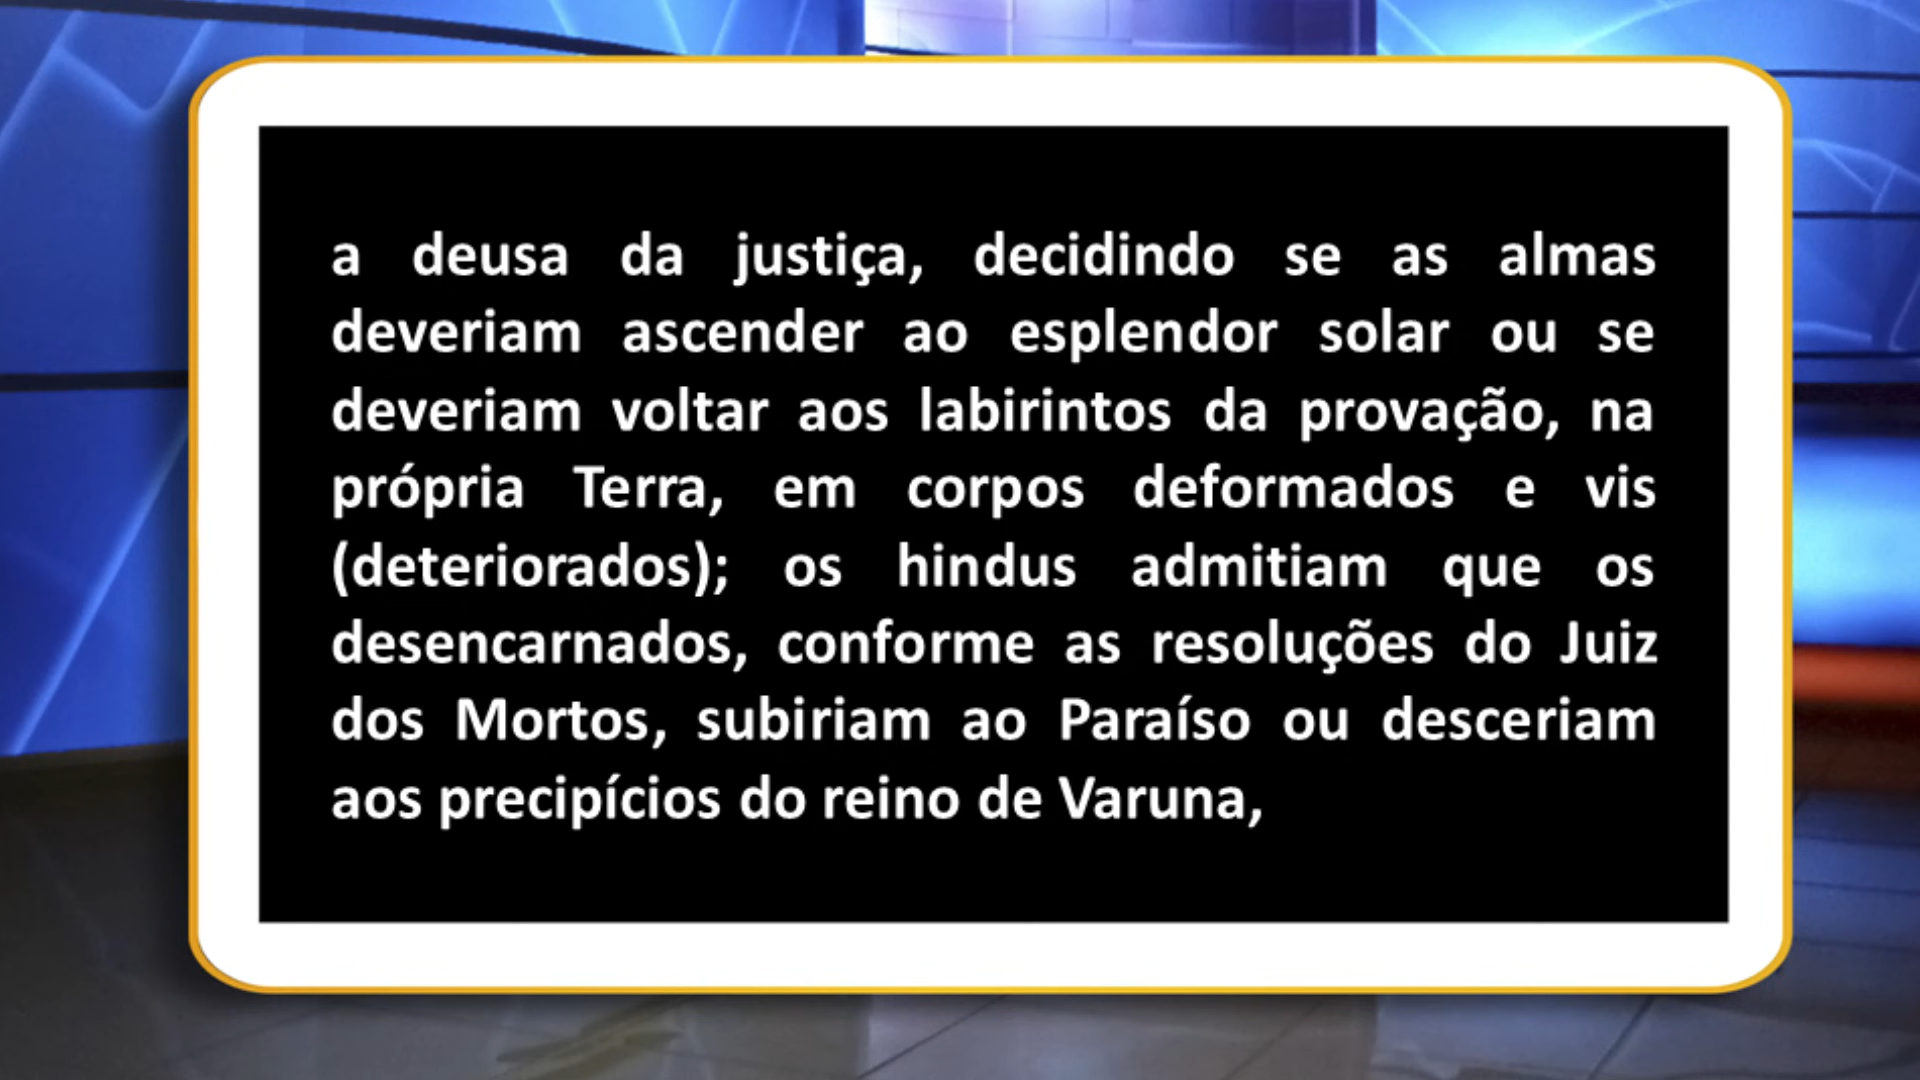 a deusa da justiça, decidindo se as almas
deveriam ascender ao esplendor solar ou se
deveriam voltar aos labirintos da provação, na
própria Terra, em corpos deformados e vis
(deteriorados); os hindus admitiam que os
desencarnados, conforme as resoluções do Juiz
dos Mortos, subiriam ao Paraíso ou desceriam
aos precipícios do reino de Varuna,